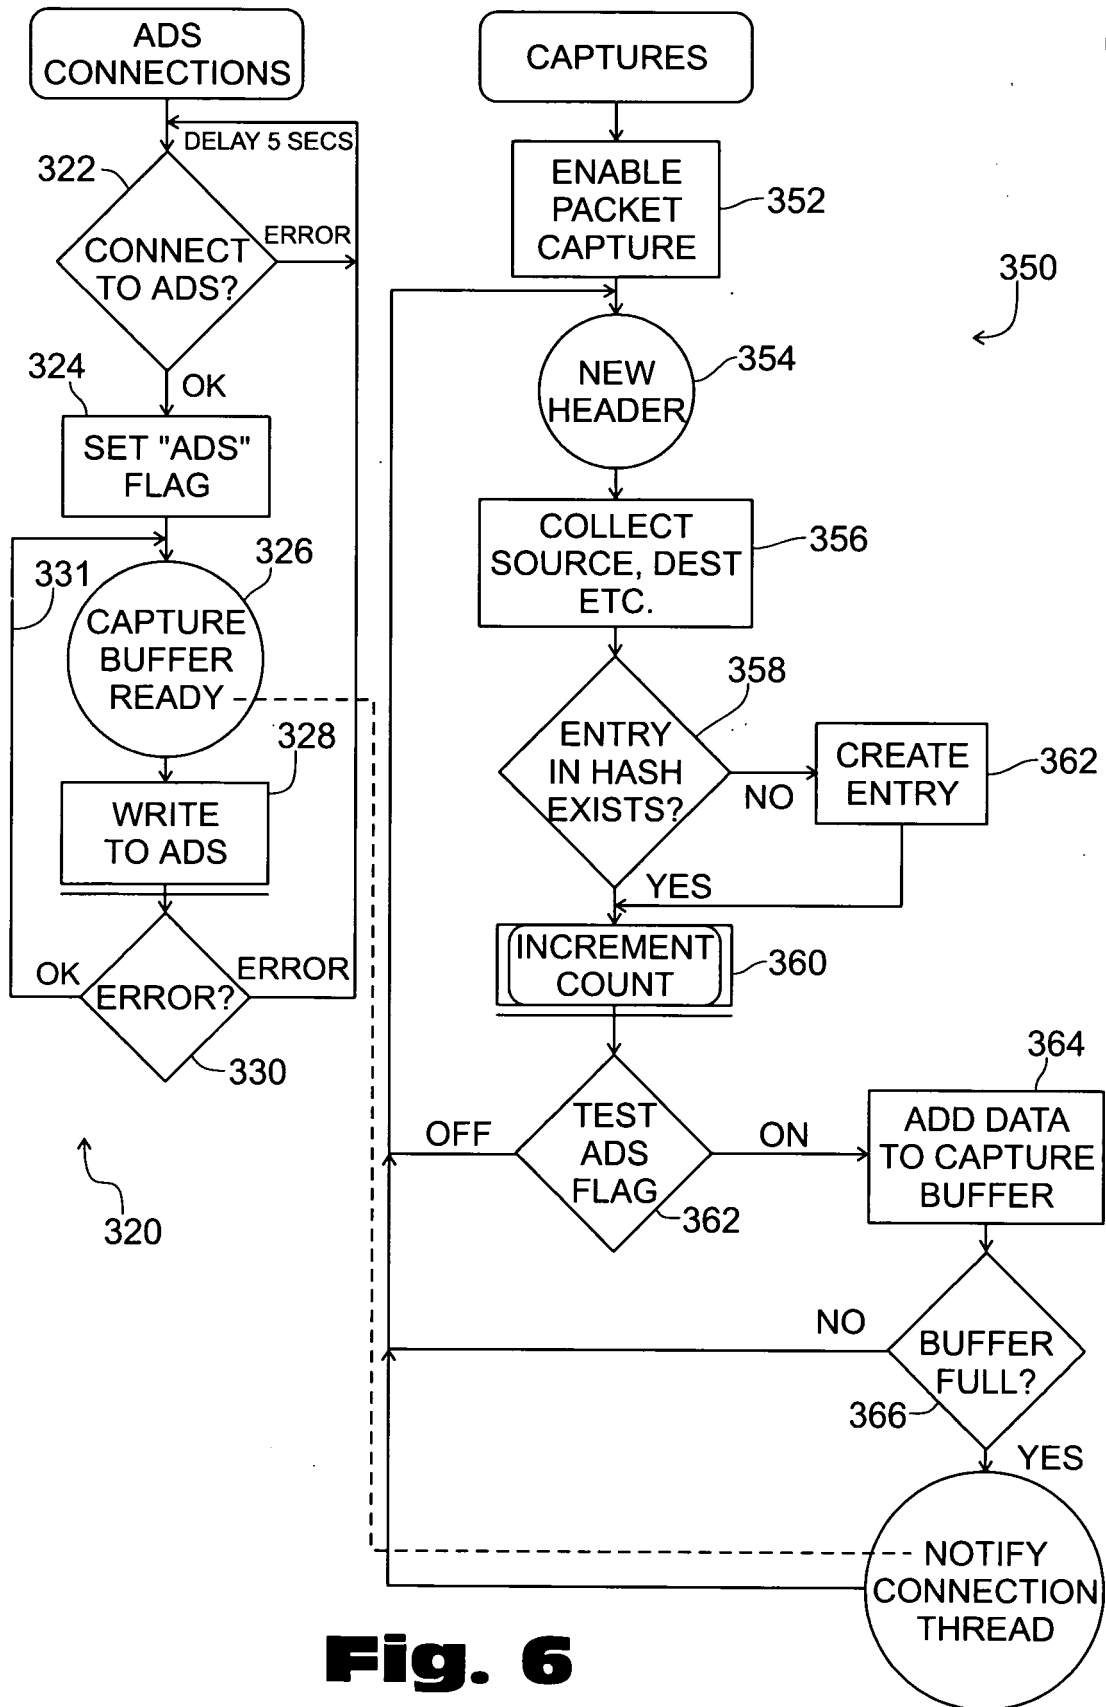 ADS
CONNECTIONS
DELAY 5 SECS
322
CONNECT
TO ADS?
ERROR
OK
324
SET "ADS"
FLAG
331
326
CAPTURE
BUFFER
READY
328
WRITE
TO ADS
OK
ERROR?
ERROR
330
320
CAPTURES
ENABLE
PACKET
CAPTURE
352
350
NEW
HEADER
354
COLLECT
SOURCE, DEST
ETC.
356
358
ENTRY
IN HASH
EXISTS?
NO
CREATE
ENTRY
362
YES
INCREMENT
COUNT
360
OFF
TEST
ADS
FLAG
362
ON
364
ADD DATA
TO CAPTURE
BUFFER
NO
BUFFER
FULL?
366
YES
NOTIFY
CONNECTION
THREAD
Fig. 6